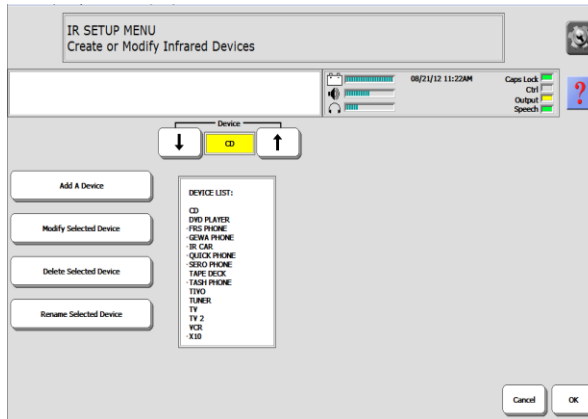 IR SETUP MENU
Create or Modify Infrared Devices
08/21/12 11:22AM
Caps Lock
Ctrl
Output
Speech
?
Device
CD
Add A Device
Modify Selected Device
Delete Selected Device
Rename Selected Device
DEVICE LIST:
CD
DVD PLAYER
-FRS PHONE
-GEWA PHONE
-IR CAR
-QUICK PHONE
-SERO PHONE
TAPE DECK
-TASH PHONE
TIVO
TUNER
TV
TV 2
VCR
-X10
Cancel
OK